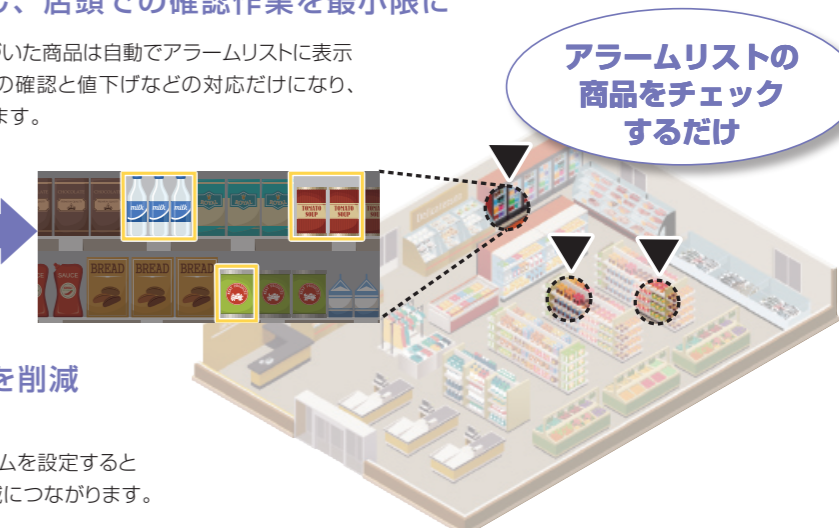 、店頭での確認作業を最小限に
いた商品は自動でアラームリストに表示
の確認と値下げなどの対応だけになり、
ます。
アラームリストの
商品をチェック
するだけ
milk milk milk
ROYAL
TOMATO SOUP TOMATO SOUP
SAUCE
BREAD BREAD BREAD
を削減
ムを設定すると
につながります。